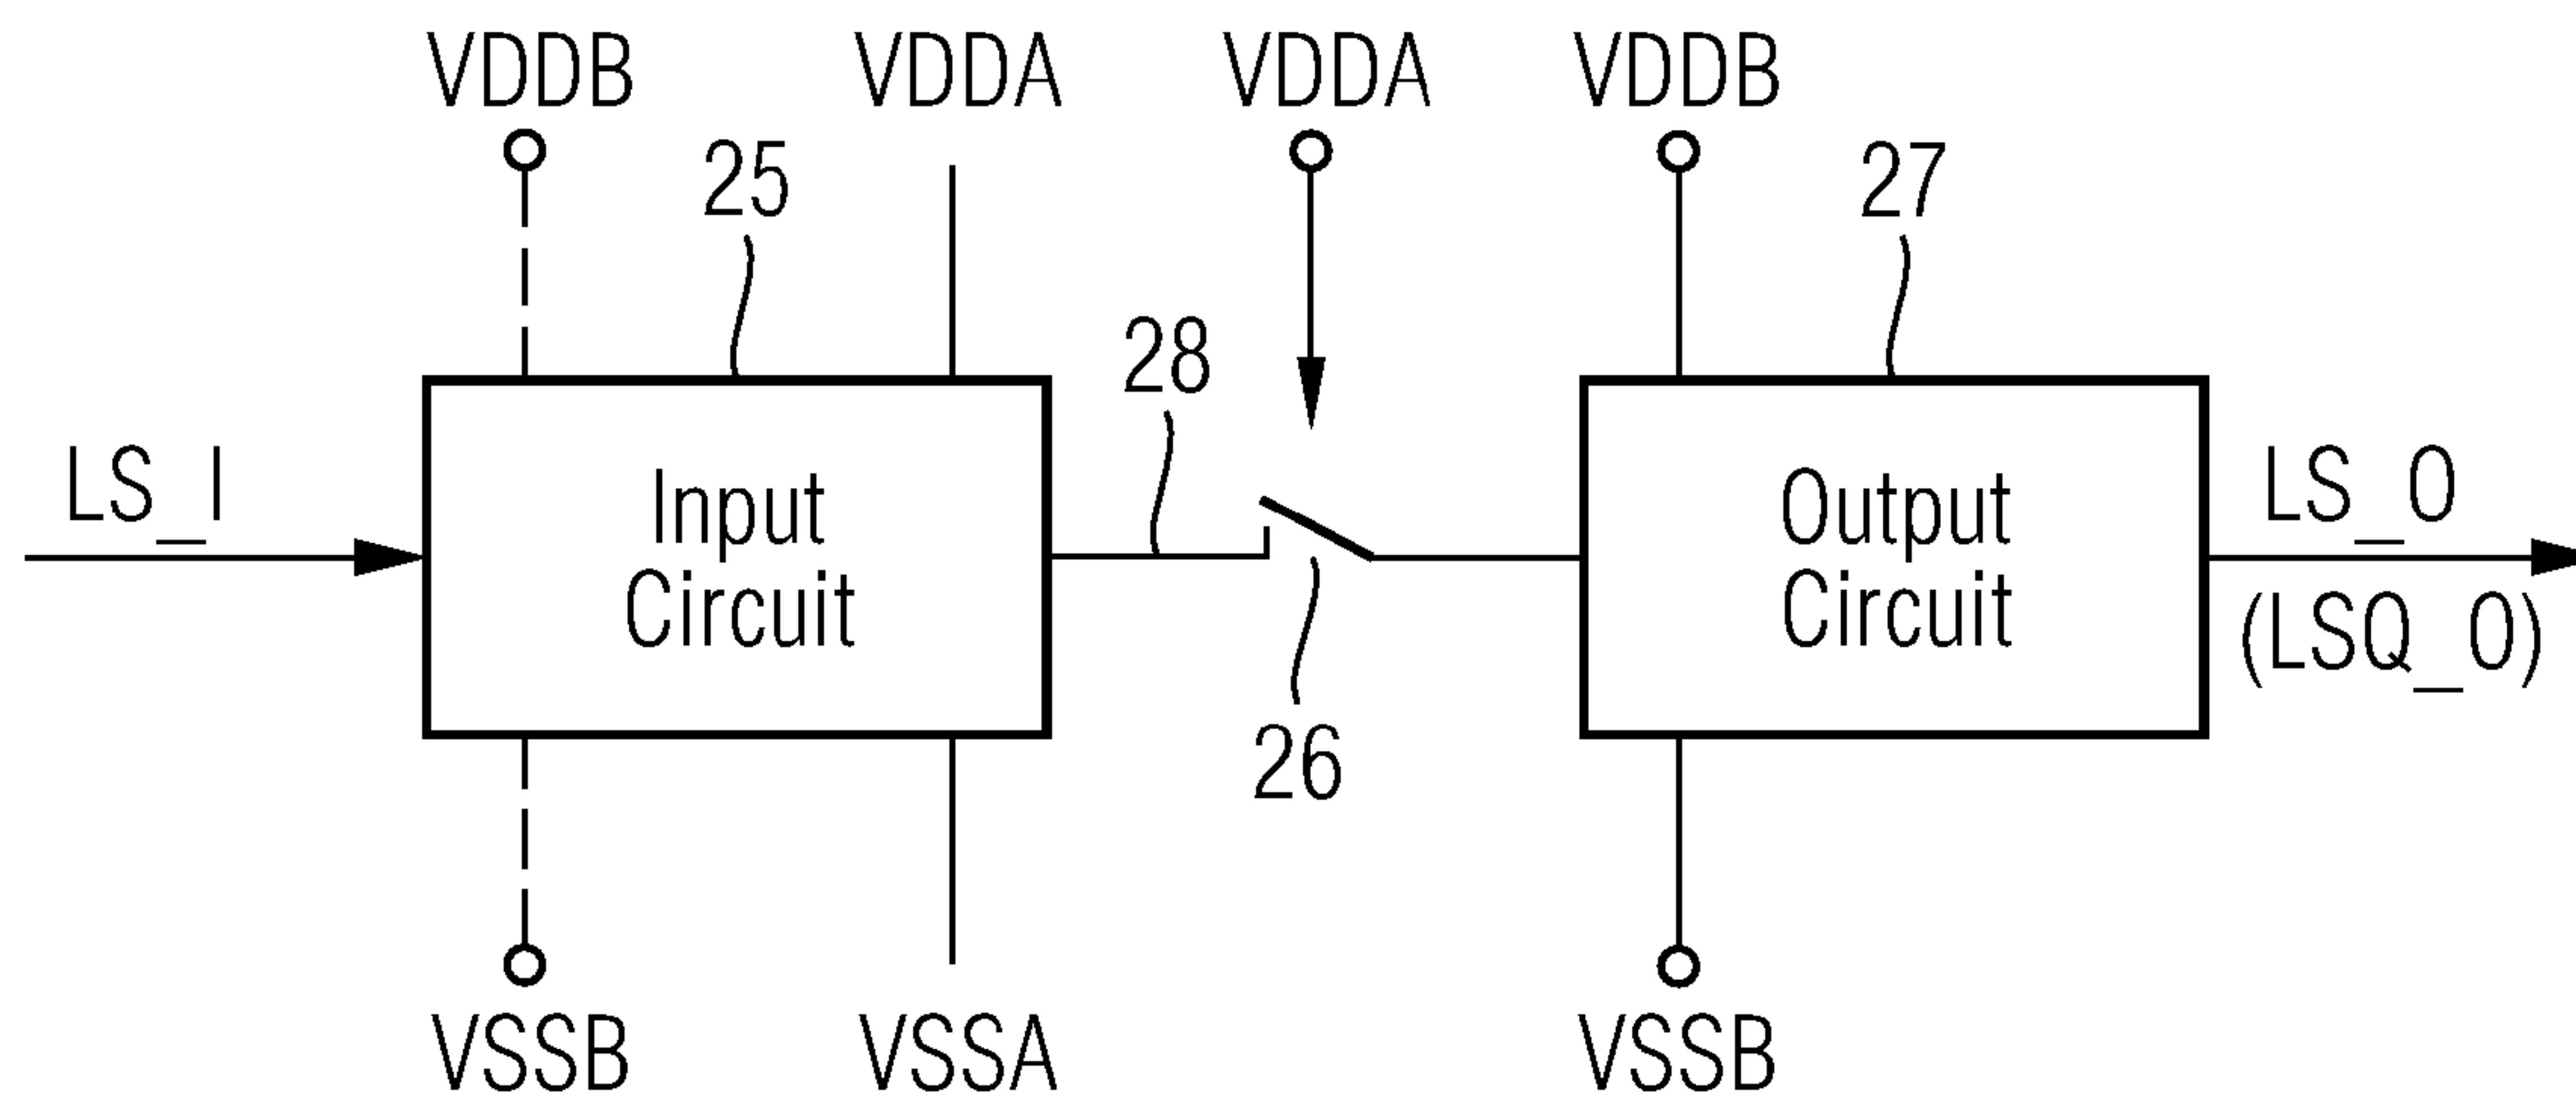 VDDB
VDDA
VDDA
VDDB
25
27
28
LS_I
Input
Circuit
Output
Circuit
LS_O
(LSQ_O)
26
VSSB
VSSA
VSSB